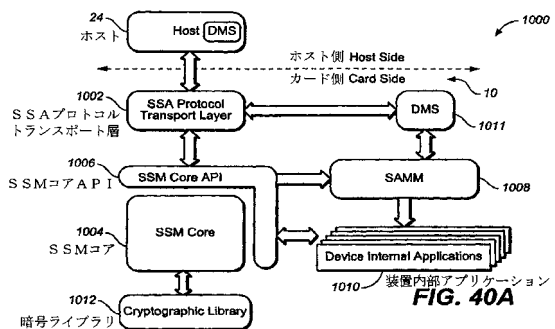 1000
24
ホスト
Host DMS
ホスト側 Host Side
カード側 Card Side
10
1002
SSAプロトコル
トランスポート層
SSA Protocol
Transport Layer
DMS
1011
1006
SSMコアAPI
SSM Core API
SAMM
1008
1004
SSMコア
SSM Core
Device Internal Applications
1010
装置内部アプリケーション
FIG. 40A
1012
暗号ライブラリ
Cryptographic Library